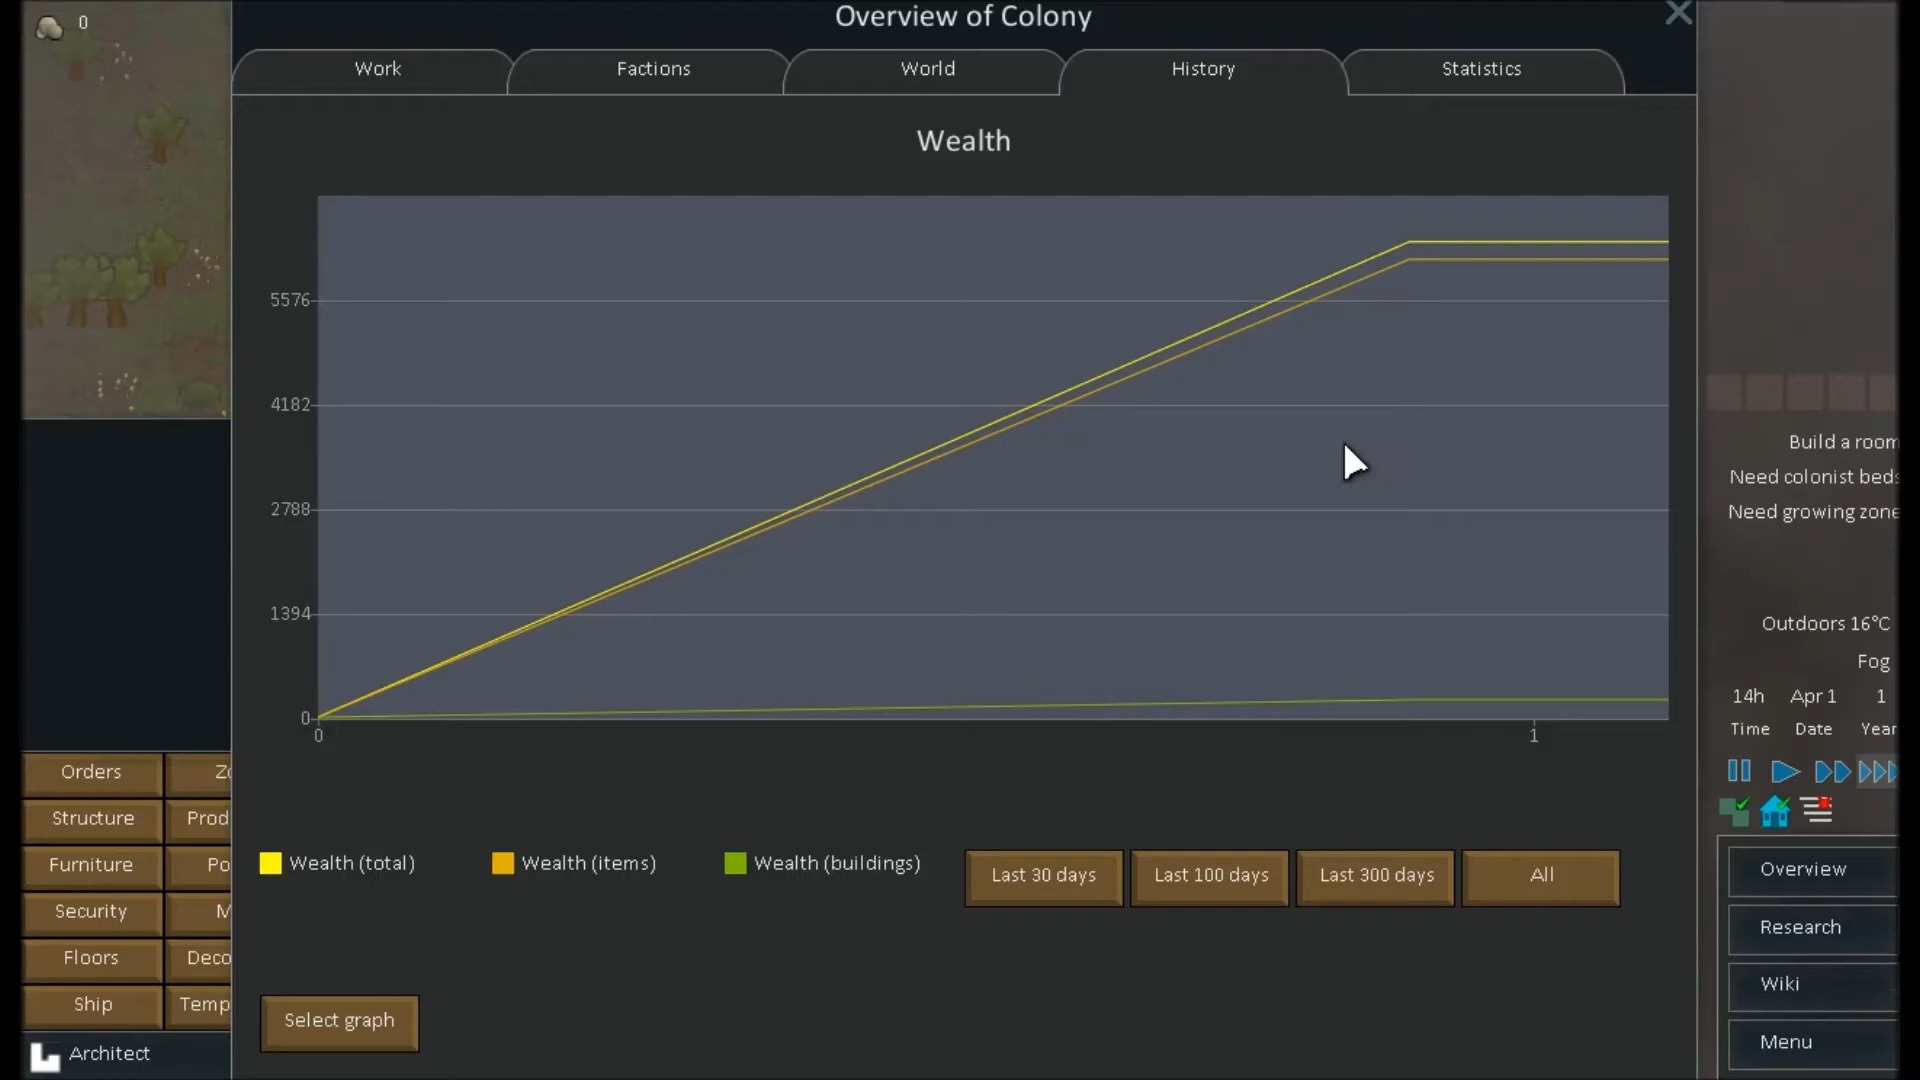 0
Overview of Colony
Work
Factions
World
History
Statistics
Wealth
5576
4182
2788
1394
0
0
1
Wealth (total)
Wealth (items)
Wealth (buildings)
Last 30 days
Last 100 days
Last 300 days
All
Select graph
Orders
Structure
Prod
Furniture
Po
Security
M
Floors
Deco
Ship
Temp
Architect
Build a room
Need colonist beds
Need growing zone
Outdoors 16°C
Fog
14h Apr 1 1
Time Date Year
Overview
Research
Wiki
Menu